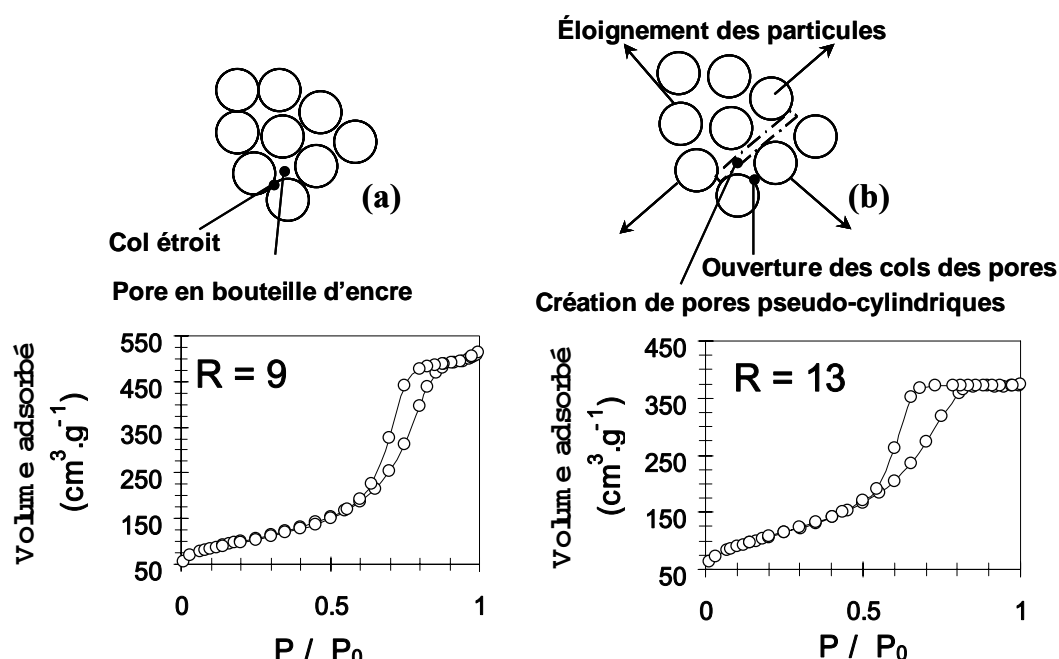 Éloignement des particules
(a)
Col étroit
Pore en bouteille d'encre
(b)
Ouverture des cols des pores
Création de pores pseudo-cylindriques
Volume adsorbé
(cm³.g⁻¹)
550
450
350
250
150
50
R = 9
0
0.5
1
P / P₀
Volume adsorbé
(cm³.g⁻¹)
450
350
250
150
50
R = 13
0
0.5
1
P / P₀